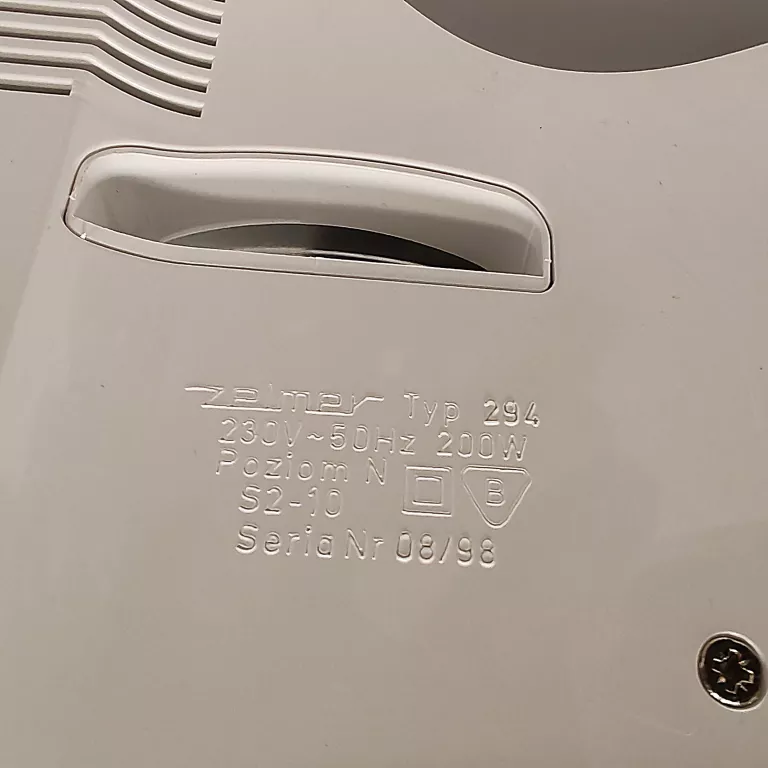 zelmer Typ 294
230V~50Hz 200W
Poziom N
S2-10
B
Seria Nr 08/98